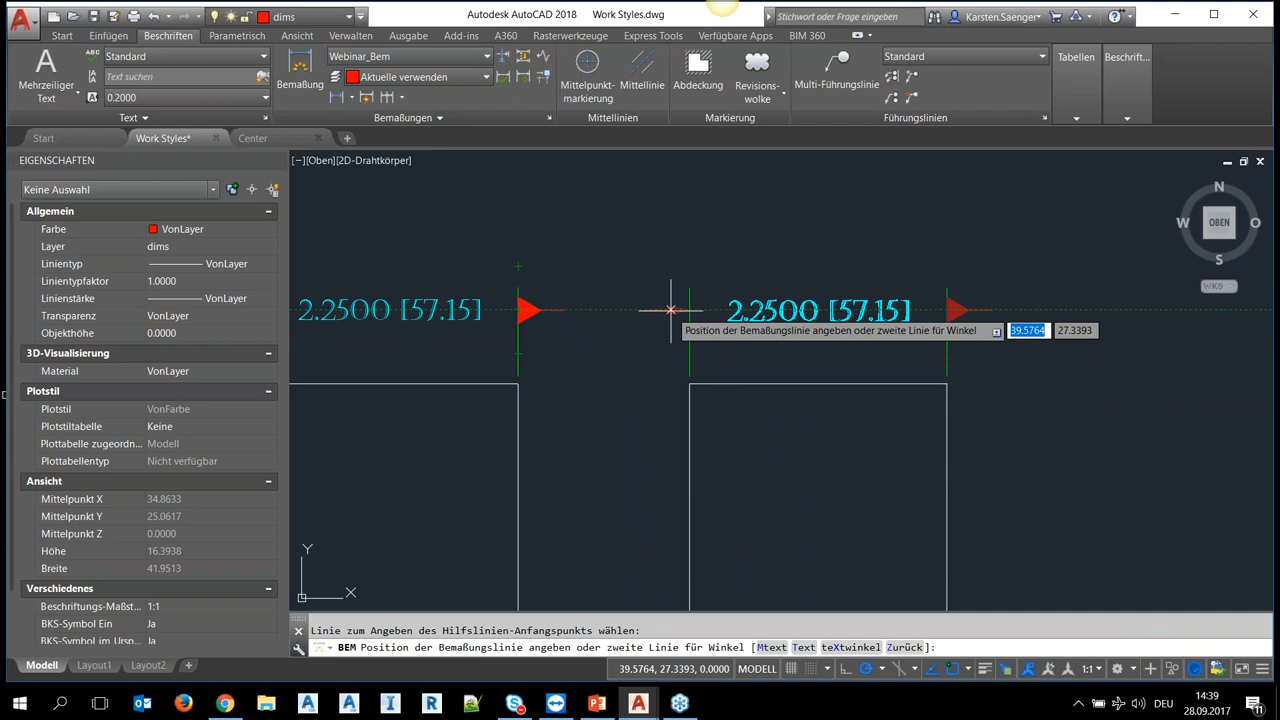 dims
Autodesk AutoCAD 2018 Work Styles.dwg
Stichwort oder Frage eingeben
Karsten.Saenger
Start Einfügen Beschriften Parametrisch Ansicht Verwalten Ausgabe Add-ins A360 Rasterwerkzeuge Express Tools Verfügbare Apps BIM 360
Standard
Text suchen
0.2000
Mehrzeiliger
Text
Text
Bemaßung
Webinar_Bem
Aktuelle verwenden
Bemaßungen
Mittelpunkt-
markierung
Mittellinie
Mittellinien
Abdeckung
Revisions-
wolke
Markierung
Multi-Führungslinie
Standard
Führungslinien
Tabellen
Beschrift...
Start Work Styles* Center
EIGENSCHAFTEN
Keine Auswahl
Allgemein
Farbe VonLayer
Layer dims
Linientyp VonLayer
Linientypfaktor 1.0000
Linienstärke VonLayer
Transparenz VonLayer
Objekthöhe 0.0000
3D-Visualisierung
Material VonLayer
Plotstil
Plotstil VonFarbe
Plotstiltabelle Keine
Plottabelle zugeordn... Modell
Plottabellentyp Nicht verfügbar
Ansicht
Mittelpunkt X 34.8633
Mittelpunkt Y 25.0617
Mittelpunkt Z 0.0000
Höhe 16.3938
Breite 41.9513
Verschiedenes
Beschriftungs-Maßst... 1:1
BKS-Symbol Ein Ja
BKS-Symbol im Ursp... Ja
[−][Oben][2D-Drahtkörper]
N
W OBEN O
S
WKS
2.2500 [57.15]
2.2500 [57.15]
Position der Bemaßungslinie angeben oder zweite Linie für Winkel 39.5764 27.3393
Y
X
Linie zum Angeben des Hilfslinien-Anfangspunkts wählen:
BEM Position der Bemaßungslinie angeben oder zweite Linie für Winkel [Mtext Text teXtwinkel Zurück]:
Modell Layout1 Layout2
39.5764, 27.3393, 0.0000 MODELL 1:1
DEU
14:39
28.09.2017
11